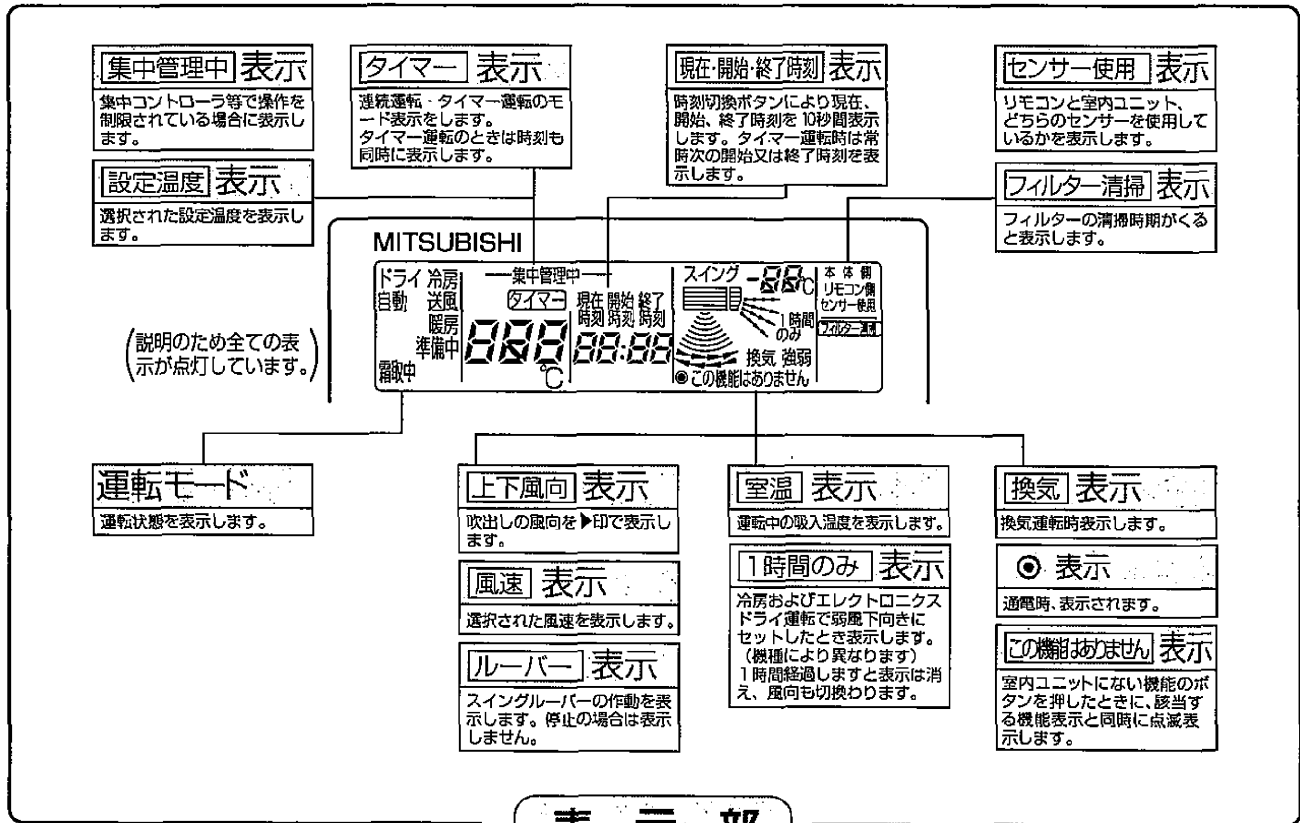 集中管理中 表示
集中コントローラ等で操作を
制限されている場合に表示し
ます。
設定温度 表示
選択された設定温度を表示し
ます。
タイマー 表示
連続運転・タイマー運転のモ
ード表示をします。
タイマー運転のときは時刻も
同時に表示します。
現在・開始・終了時刻 表示
時刻切換ボタンにより現在、
開始、終了時刻を10秒間表示
します。タイマー運転時は常
時次の開始又は終了時刻を表
示します。
センサー使用 表示
リモコンと室内ユニット、
どちらのセンサーを使用して
いるかを表示します。
フィルター清掃 表示
フィルターの清掃時期がくる
と表示します。
(説明のため全ての表
示が点灯しています。)
MITSUBISHI
ドライ 冷房
自動 送風
暖房
準備中
霜取中
集中管理中
タイマー
888
℃
現在 開始 終了
時刻 時刻 時刻
88:88
スイング
-88℃
1時間
のみ
換気 強弱
◉この機能はありません
本体側
リモコン側
センサー使用
フィルター清掃
運転モード
運転状態を表示します。
上下風向 表示
吹出しの風向を▶印で表示し
ます。
風速 表示
選択された風速を表示します。
ルーバー 表示
スイングルーバーの作動を表
示します。停止の場合は表示
しません。
室温 表示
運転中の吸入温度を表示します。
1時間のみ 表示
冷房およびエレクトロニクス
ドライ運転で弱風下向きに
セットしたとき表示します。
(機種により異なります)
1時間経過しますと表示は消
え、風向も切換わります。
換気 表示
換気運転時表示します。
◉ 表示
通電時、表示されます。
この機能はありません 表示
室内ユニットにない機能のボ
タンを押したときに、該当す
る機能表示と同時に点滅表
示します。
表示部